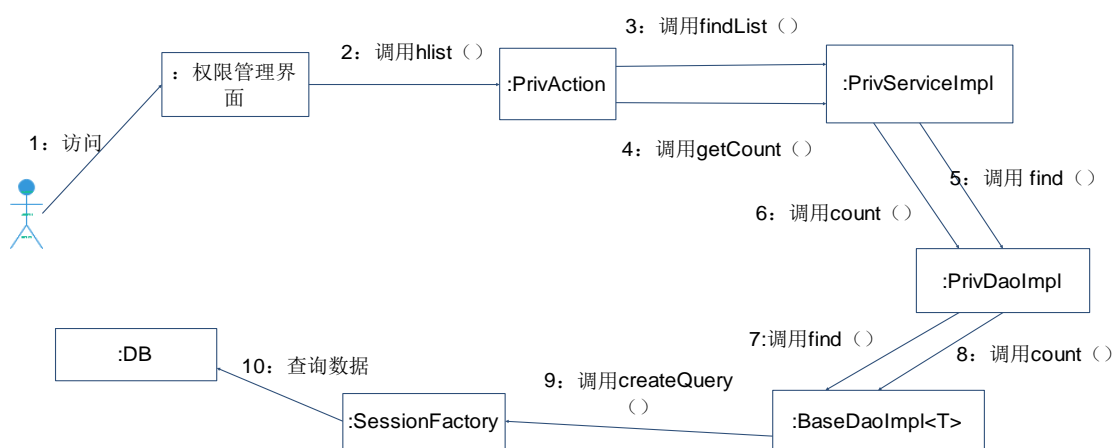 3：调用findList（）
2：调用hlist（）
：权限管理界
面
:PrivAction
:PrivServiceImpl
1：访问
4：调用getCount（）
5：调用 find（）
6：调用count（）
:PrivDaoImpl
7:调用find（）
8：调用count（）
:DB
10：查询数据
9：调用createQuery
（）
:SessionFactory
:BaseDaoImpl<T>